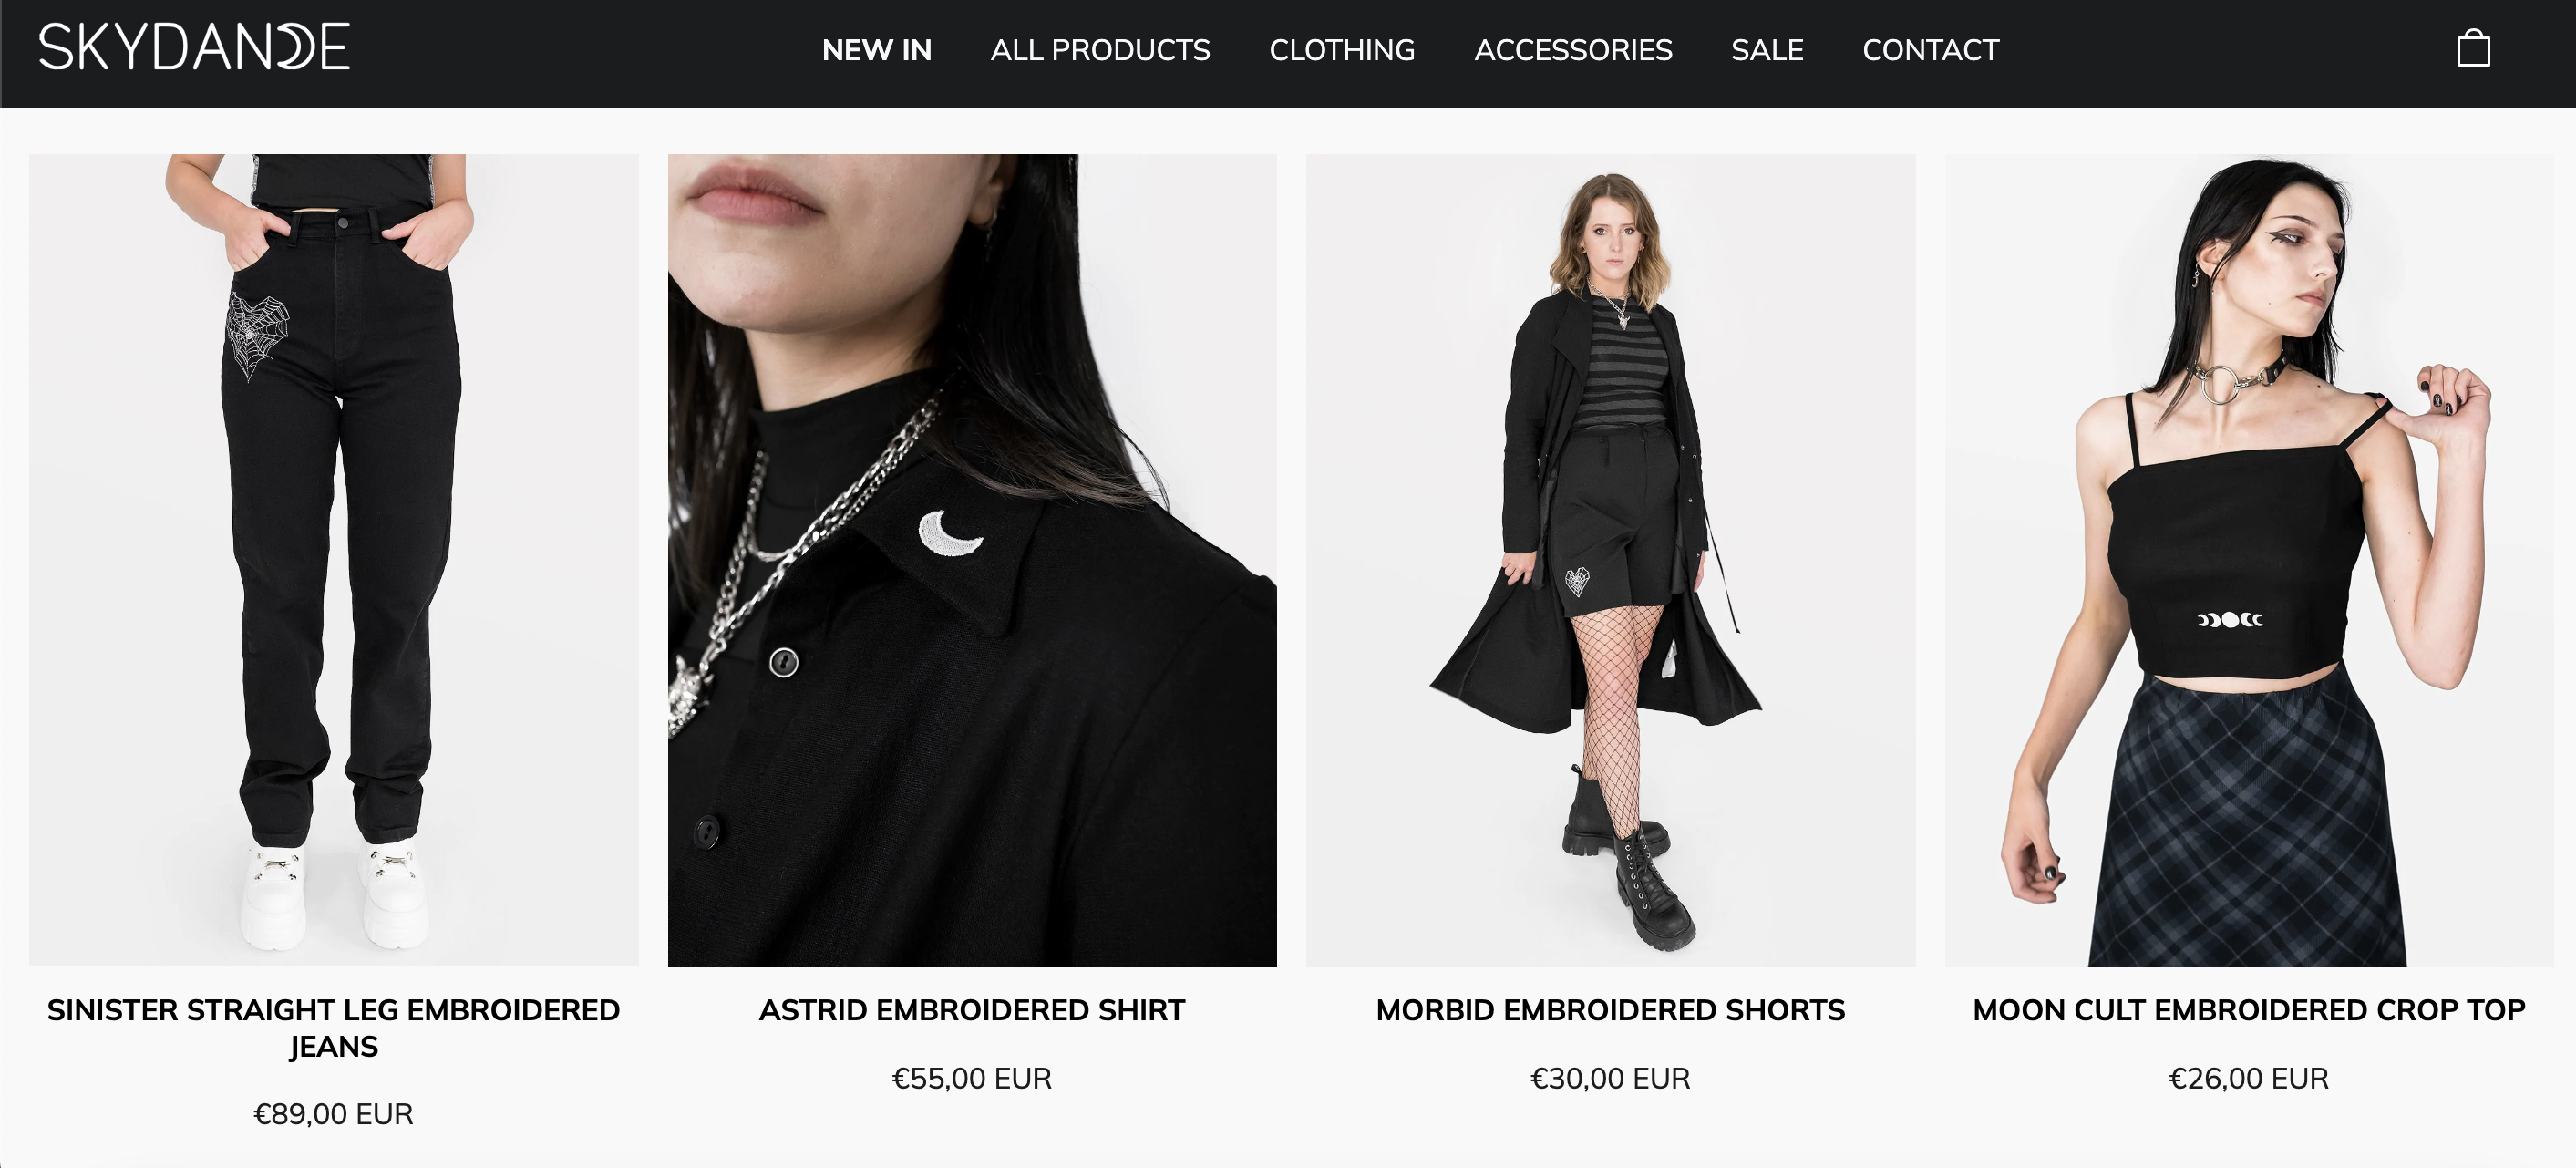 SKYDANCE
NEW IN
ALL PRODUCTS
CLOTHING
ACCESSORIES
SALE
CONTACT
SINISTER STRAIGHT LEG EMBROIDERED
JEANS
€89,00 EUR
ASTRID EMBROIDERED SHIRT
€55,00 EUR
MORBID EMBROIDERED SHORTS
€30,00 EUR
MOON CULT EMBROIDERED CROP TOP
€26,00 EUR